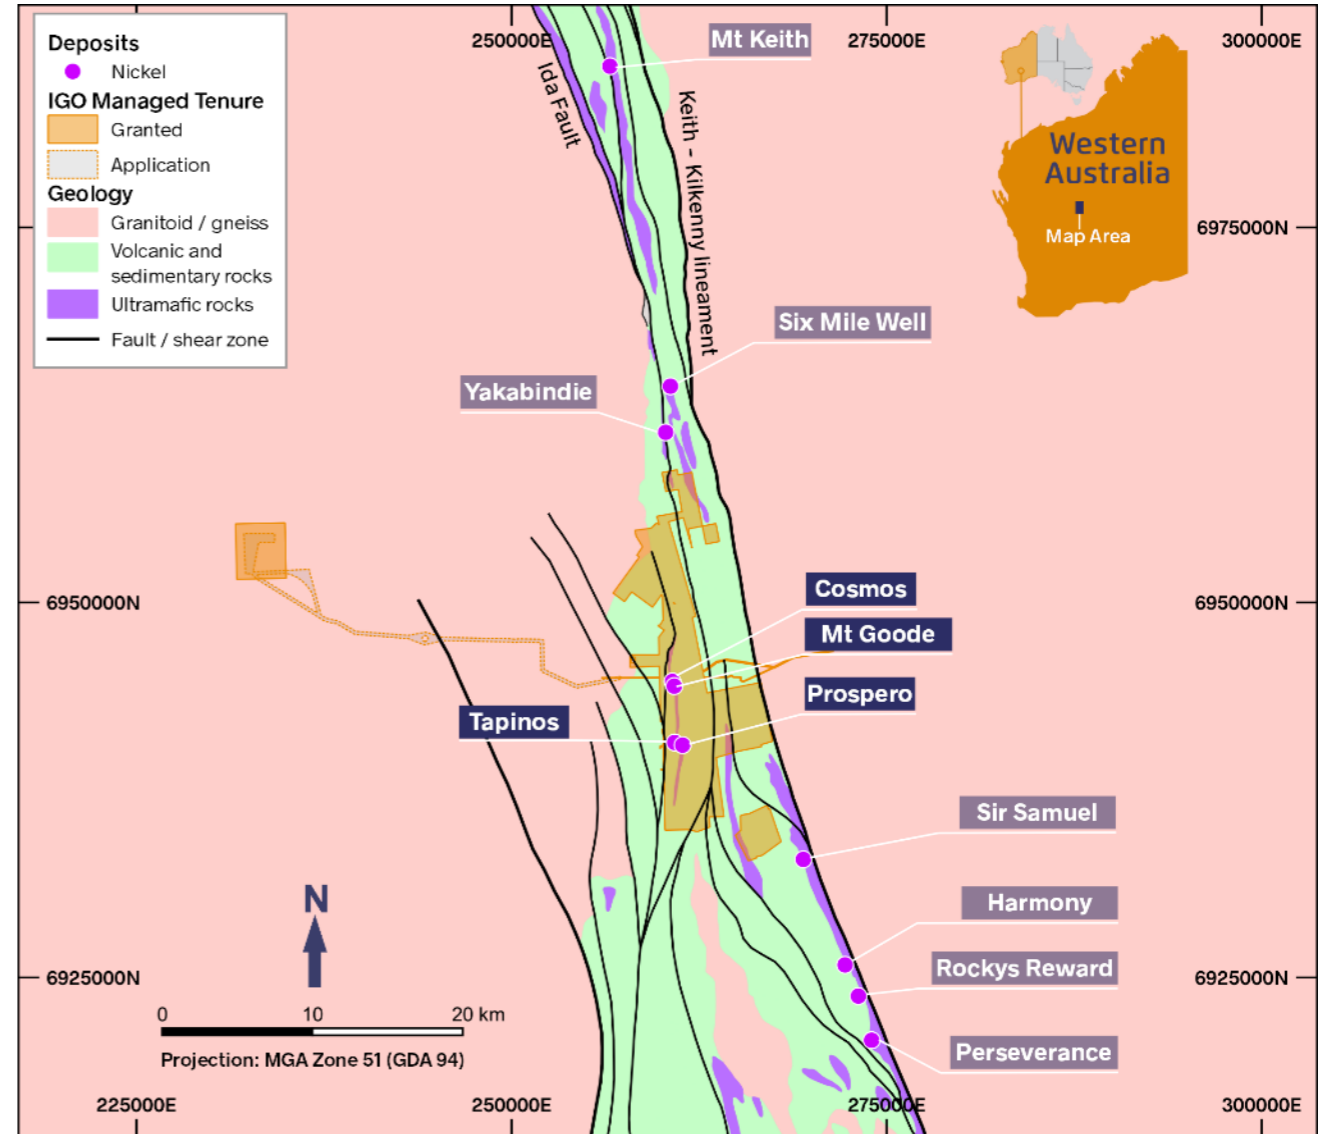 250000E
275000E
300000E
Deposits
Nickel
IGO Managed Tenure
Granted
Application
Geology
Granitoid / gneiss
Volcanic and
sedimentary rocks
Ultramafic rocks
Fault / shear zone
Mt Keith
Ida Fault
Keith - Kilkenny lineament
Western
Australia
Map Area
6975000N
Six Mile Well
Yakabindie
6950000N
6950000N
Cosmos
Mt Goode
Prospero
Tapinos
Sir Samuel
Harmony
Rockys Reward
Perseverance
N
6925000N
6925000N
0 10 20 km
Projection: MGA Zone 51 (GDA 94)
225000E
250000E
275000E
300000E